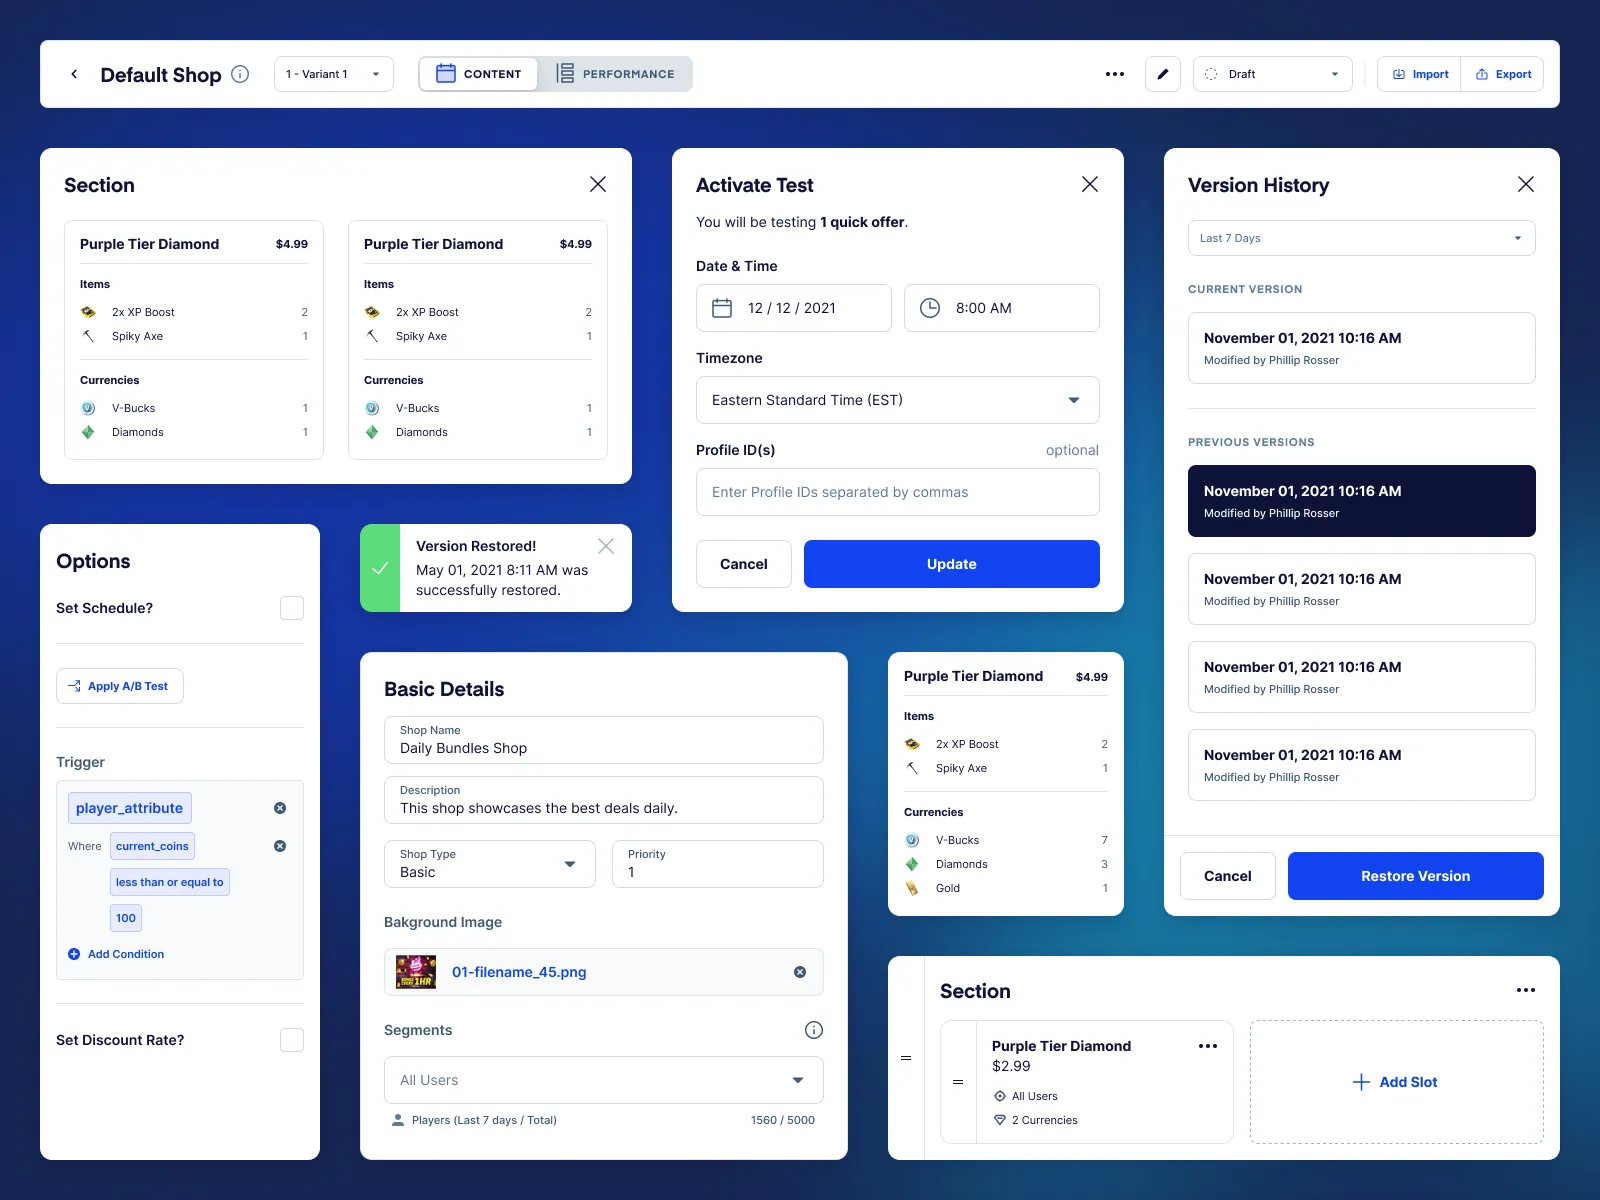 Default Shop
1 - Variant 1
CONTENT
PERFORMANCE
Draft
Import
Export
Section
Purple Tier Diamond $4.99
Items
2x XP Boost 2
Spiky Axe 1
Currencies
V-Bucks 1
Diamonds 1
Purple Tier Diamond $4.99
Items
2x XP Boost 2
Spiky Axe 1
Currencies
V-Bucks 1
Diamonds 1
Activate Test
You will be testing 1 quick offer.
Date & Time
12 / 12 / 2021
8:00 AM
Timezone
Eastern Standard Time (EST)
Profile ID(s) optional
Enter Profile IDs separated by commas
Cancel
Update
Version History
Last 7 Days
CURRENT VERSION
November 01, 2021 10:16 AM
Modified by Phillip Rosser
PREVIOUS VERSIONS
November 01, 2021 10:16 AM
Modified by Phillip Rosser
November 01, 2021 10:16 AM
Modified by Phillip Rosser
November 01, 2021 10:16 AM
Modified by Phillip Rosser
November 01, 2021 10:16 AM
Modified by Phillip Rosser
Cancel
Restore Version
Options
Set Schedule?
Apply A/B Test
Trigger
player_attribute
Where current_coins
less than or equal to
100
Add Condition
Set Discount Rate?
Version Restored!
May 01, 2021 8:11 AM was
successfully restored.
Basic Details
Shop Name
Daily Bundles Shop
Description
This shop showcases the best deals daily.
Shop Type
Basic
Priority
1
Bakground Image
1HR
01-filename_45.png
Segments
All Users
Players (Last 7 days / Total) 1560 / 5000
Purple Tier Diamond $4.99
Items
2x XP Boost 2
Spiky Axe 1
Currencies
V-Bucks 7
Diamonds 3
Gold 1
Section
Purple Tier Diamond
$2.99
All Users
2 Currencies
Add Slot